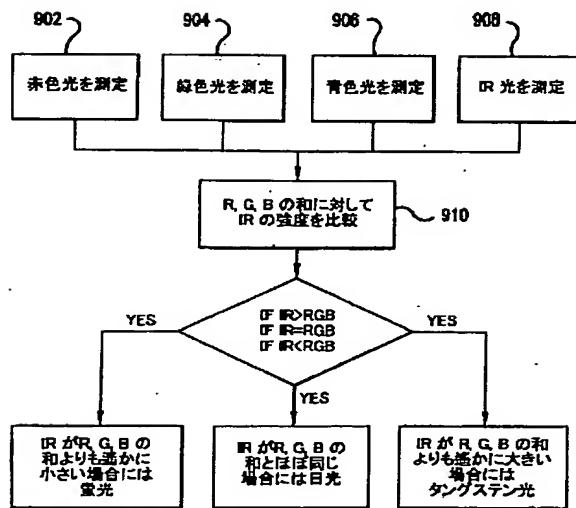 902
904
906
908
赤色光を測定
緑色光を測定
青色光を測定
IR 光を測定
R, G, B の和に対して
IR の強度を比較
910
IF IR>RGB
IF IR=RGB
IF IR<RGB
YES
YES
YES
IR がR, G, B の
和よりも遥かに
小さい場合には
蛍光
IR がR, G, B の
和とほぼ同じ
場合には日光
IR が R, G, B の和
よりも遥かに大きい
場合には
タングステン光